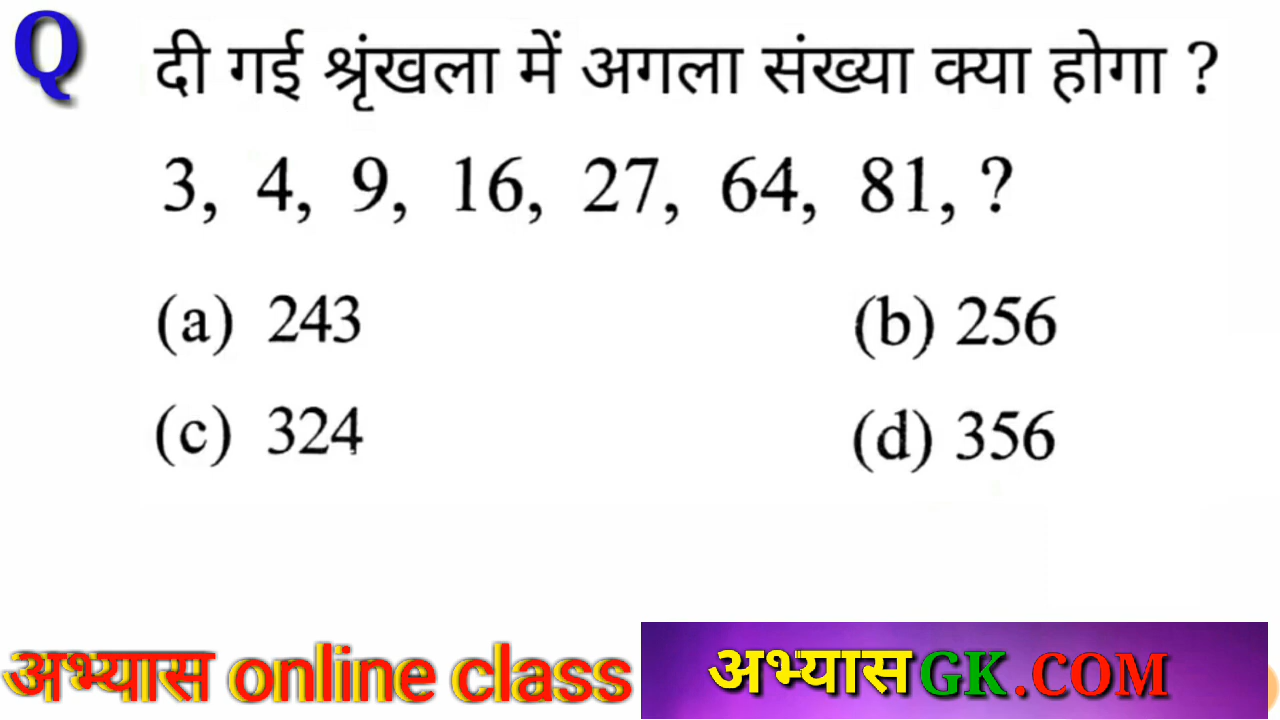 Q दी गई श्रृंखला में अगला संख्या क्या होगा ?
3, 4, 9, 16, 27, 64, 81, ?
(a) 243 (b) 256
(c) 324 (d) 356
अभ्यास online class अभ्यास GK.COM